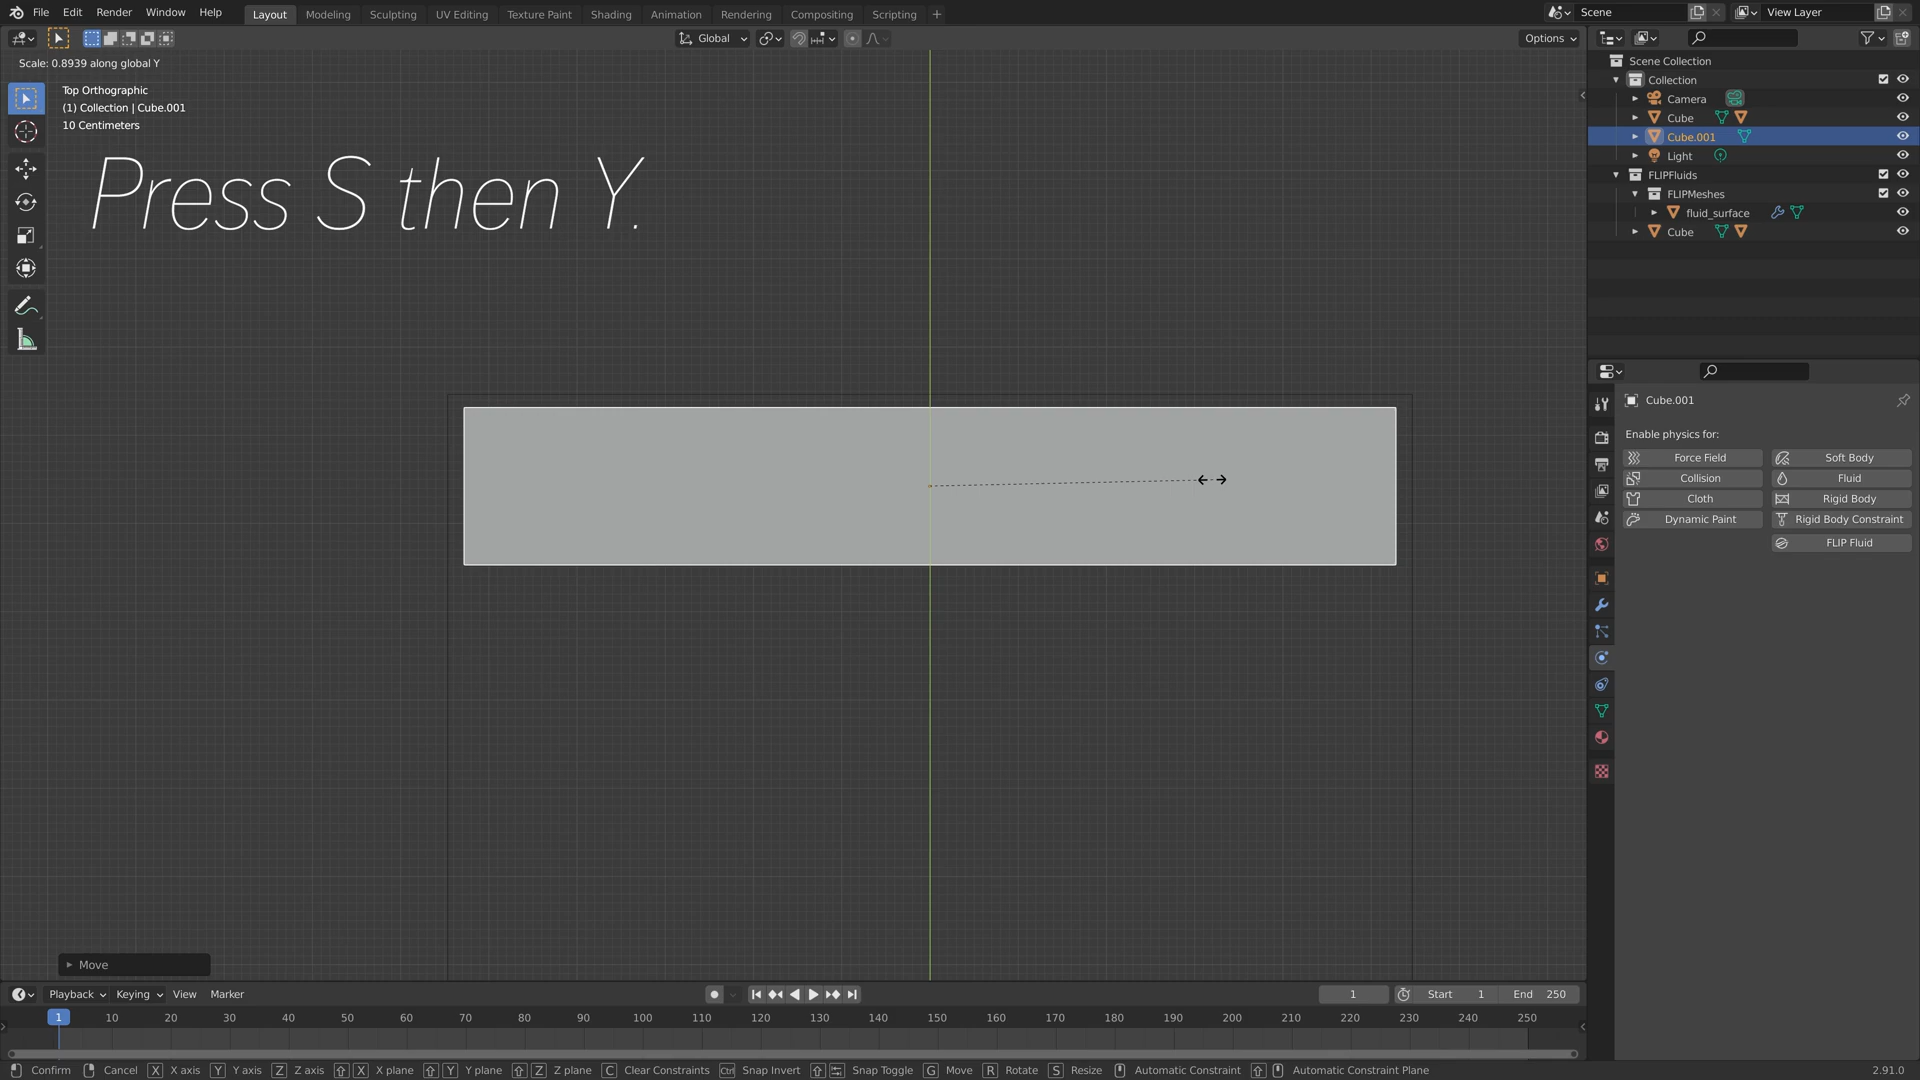 File Edit Render Window Help Layout Modeling Sculpting UV Editing Texture Paint Shading Animation Rendering Compositing Scripting + Scene View Layer
Global Options
Scale: 0.8939 along global Y
Top Orthographic
(1) Collection | Cube.001
10 Centimeters
Press S then Y.
Scene Collection
Collection
Camera
Cube
Cube.001
Light
FLIPFluids
FLIPMeshes
fluid_surface
Cube
Cube.001
Enable physics for:
Force Field Soft Body
Collision Fluid
Cloth Rigid Body
Dynamic Paint Rigid Body Constraint
FLIP Fluid
Move
Playback Keying View Marker 1 Start 1 End 250
1 10 20 30 40 50 60 70 80 90 100 110 120 130 140 150 160 170 180 190 200 210 220 230 240 250
Confirm Cancel X X axis Y Y axis Z Z axis X X plane Y Y plane Z Z plane C Clear Constraints Ctrl Snap Invert Snap Toggle G Move R Rotate S Resize Automatic Constraint Automatic Constraint Plane 2.91.0